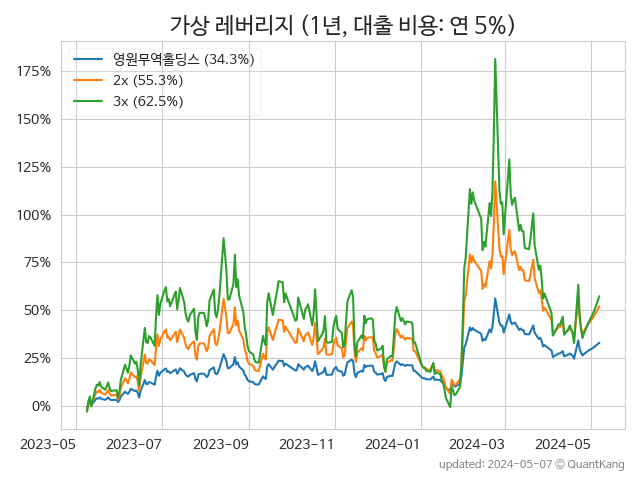 가상 레버리지 (1년, 대출 비용: 연 5%)
영원무역홀딩스 (34.3%)
2x (55.3%)
3x (62.5%)
175%
150%
125%
100%
75%
50%
25%
0%
2023-05 2023-07 2023-09 2023-11 2024-01 2024-03 2024-05
updated: 2024-05-07 © QuantKang